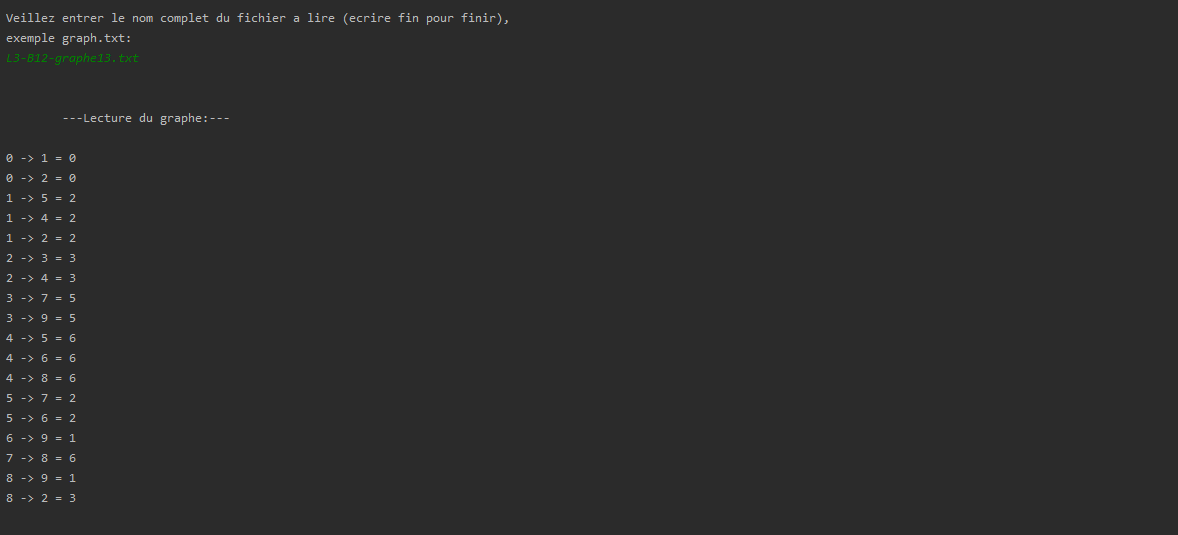 Veillez entrer le nom complet du fichier a lire (ecrire fin pour finir),
exemple graph.txt:
L3-B12-graphe13.txt
---Lecture du graphe:---
0 -> 1 = 0
0 -> 2 = 0
1 -> 5 = 2
1 -> 4 = 2
1 -> 2 = 2
2 -> 3 = 3
2 -> 4 = 3
3 -> 7 = 5
3 -> 9 = 5
4 -> 5 = 6
4 -> 6 = 6
4 -> 8 = 6
5 -> 7 = 2
5 -> 6 = 2
6 -> 9 = 1
7 -> 8 = 6
8 -> 9 = 1
8 -> 2 = 3